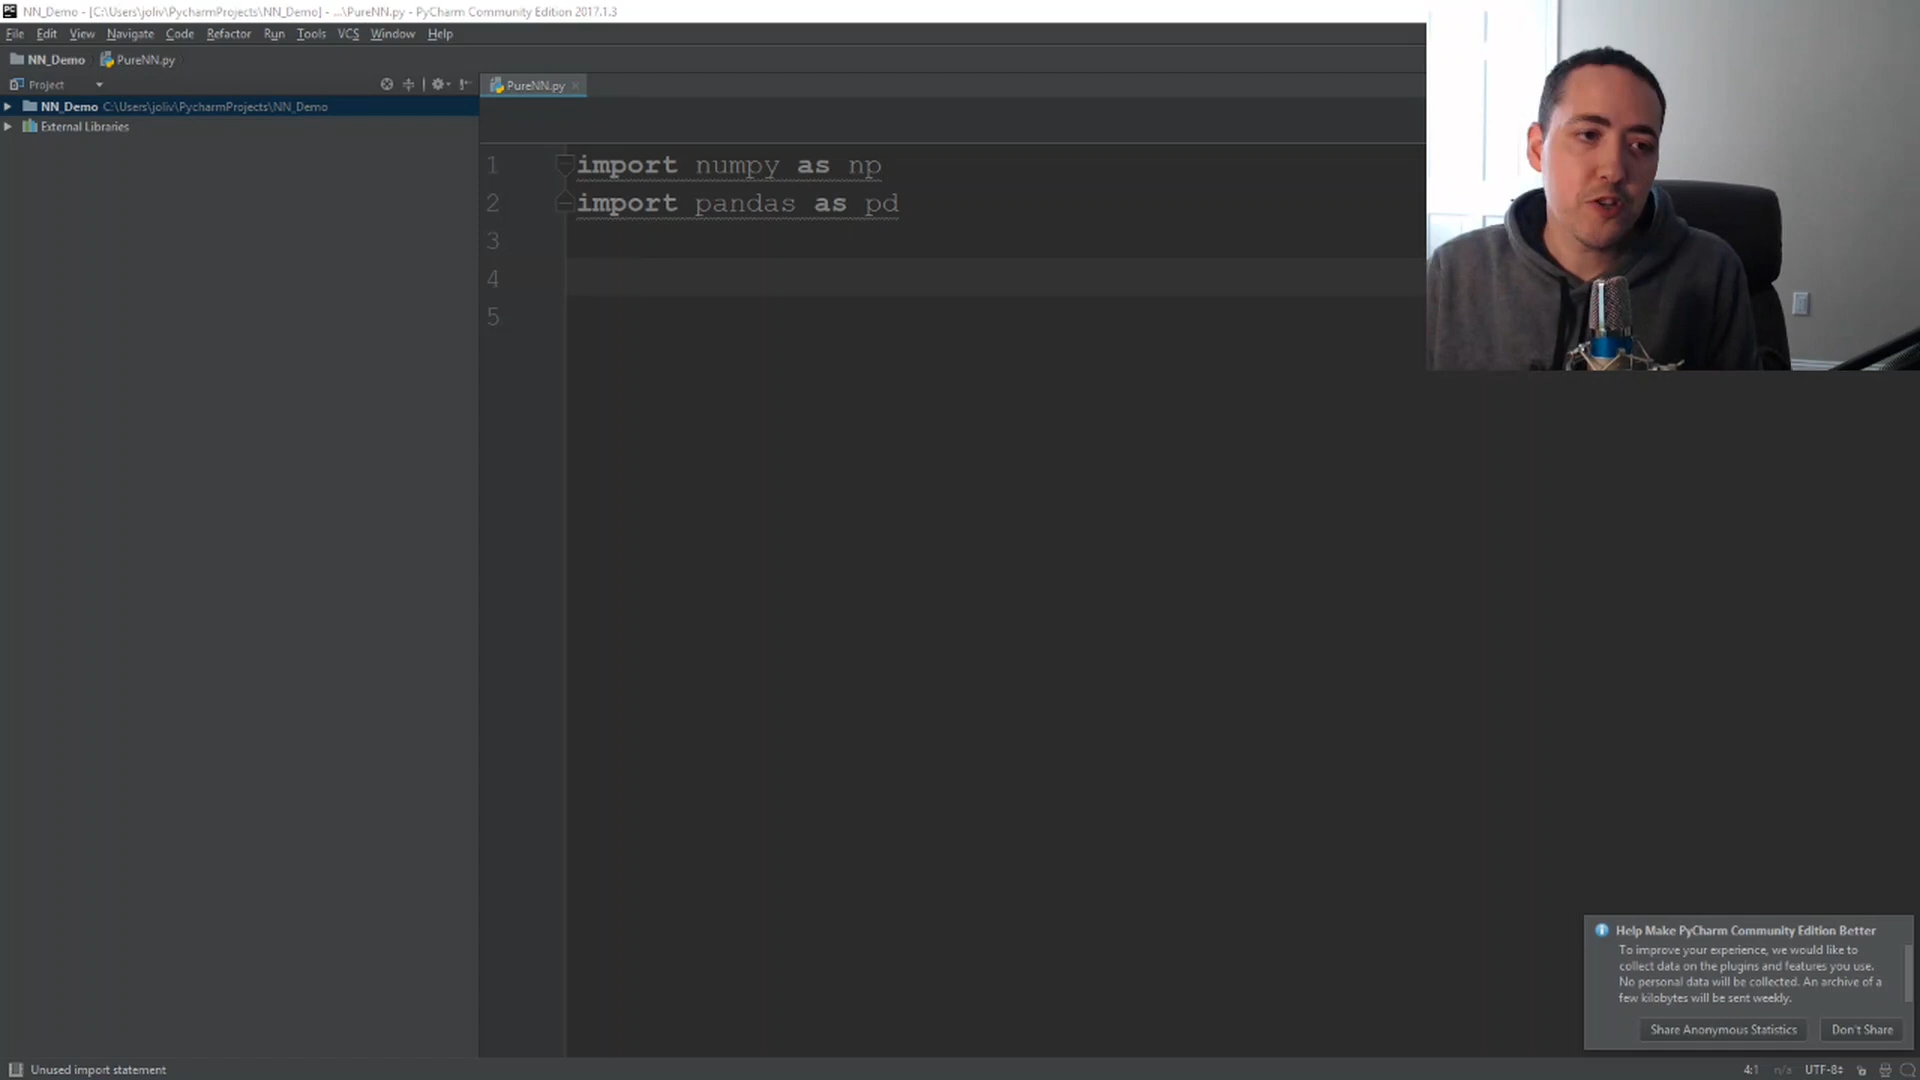 NN_Demo - [C:\Users\joliv\PycharmProjects\NN_Demo] - ...\PureNN.py - PyCharm Community Edition 2017.1.3
File Edit View Navigate Code Refactor Run Tools VCS Window Help
NN_Demo PureNN.py
Project
PureNN.py
NN_Demo C:\Users\joliv\PycharmProjects\NN_Demo
External Libraries
1 import numpy as np
2 import pandas as pd
3
4
5
Help Make PyCharm Community Edition Better
To improve your experience, we would like to
collect data on the plugins and features you use.
No personal data will be collected. An archive of a
few kilobytes will be sent weekly.
Share Anonymous Statistics Don't Share
Unused import statement 4:1 n/a UTF-8